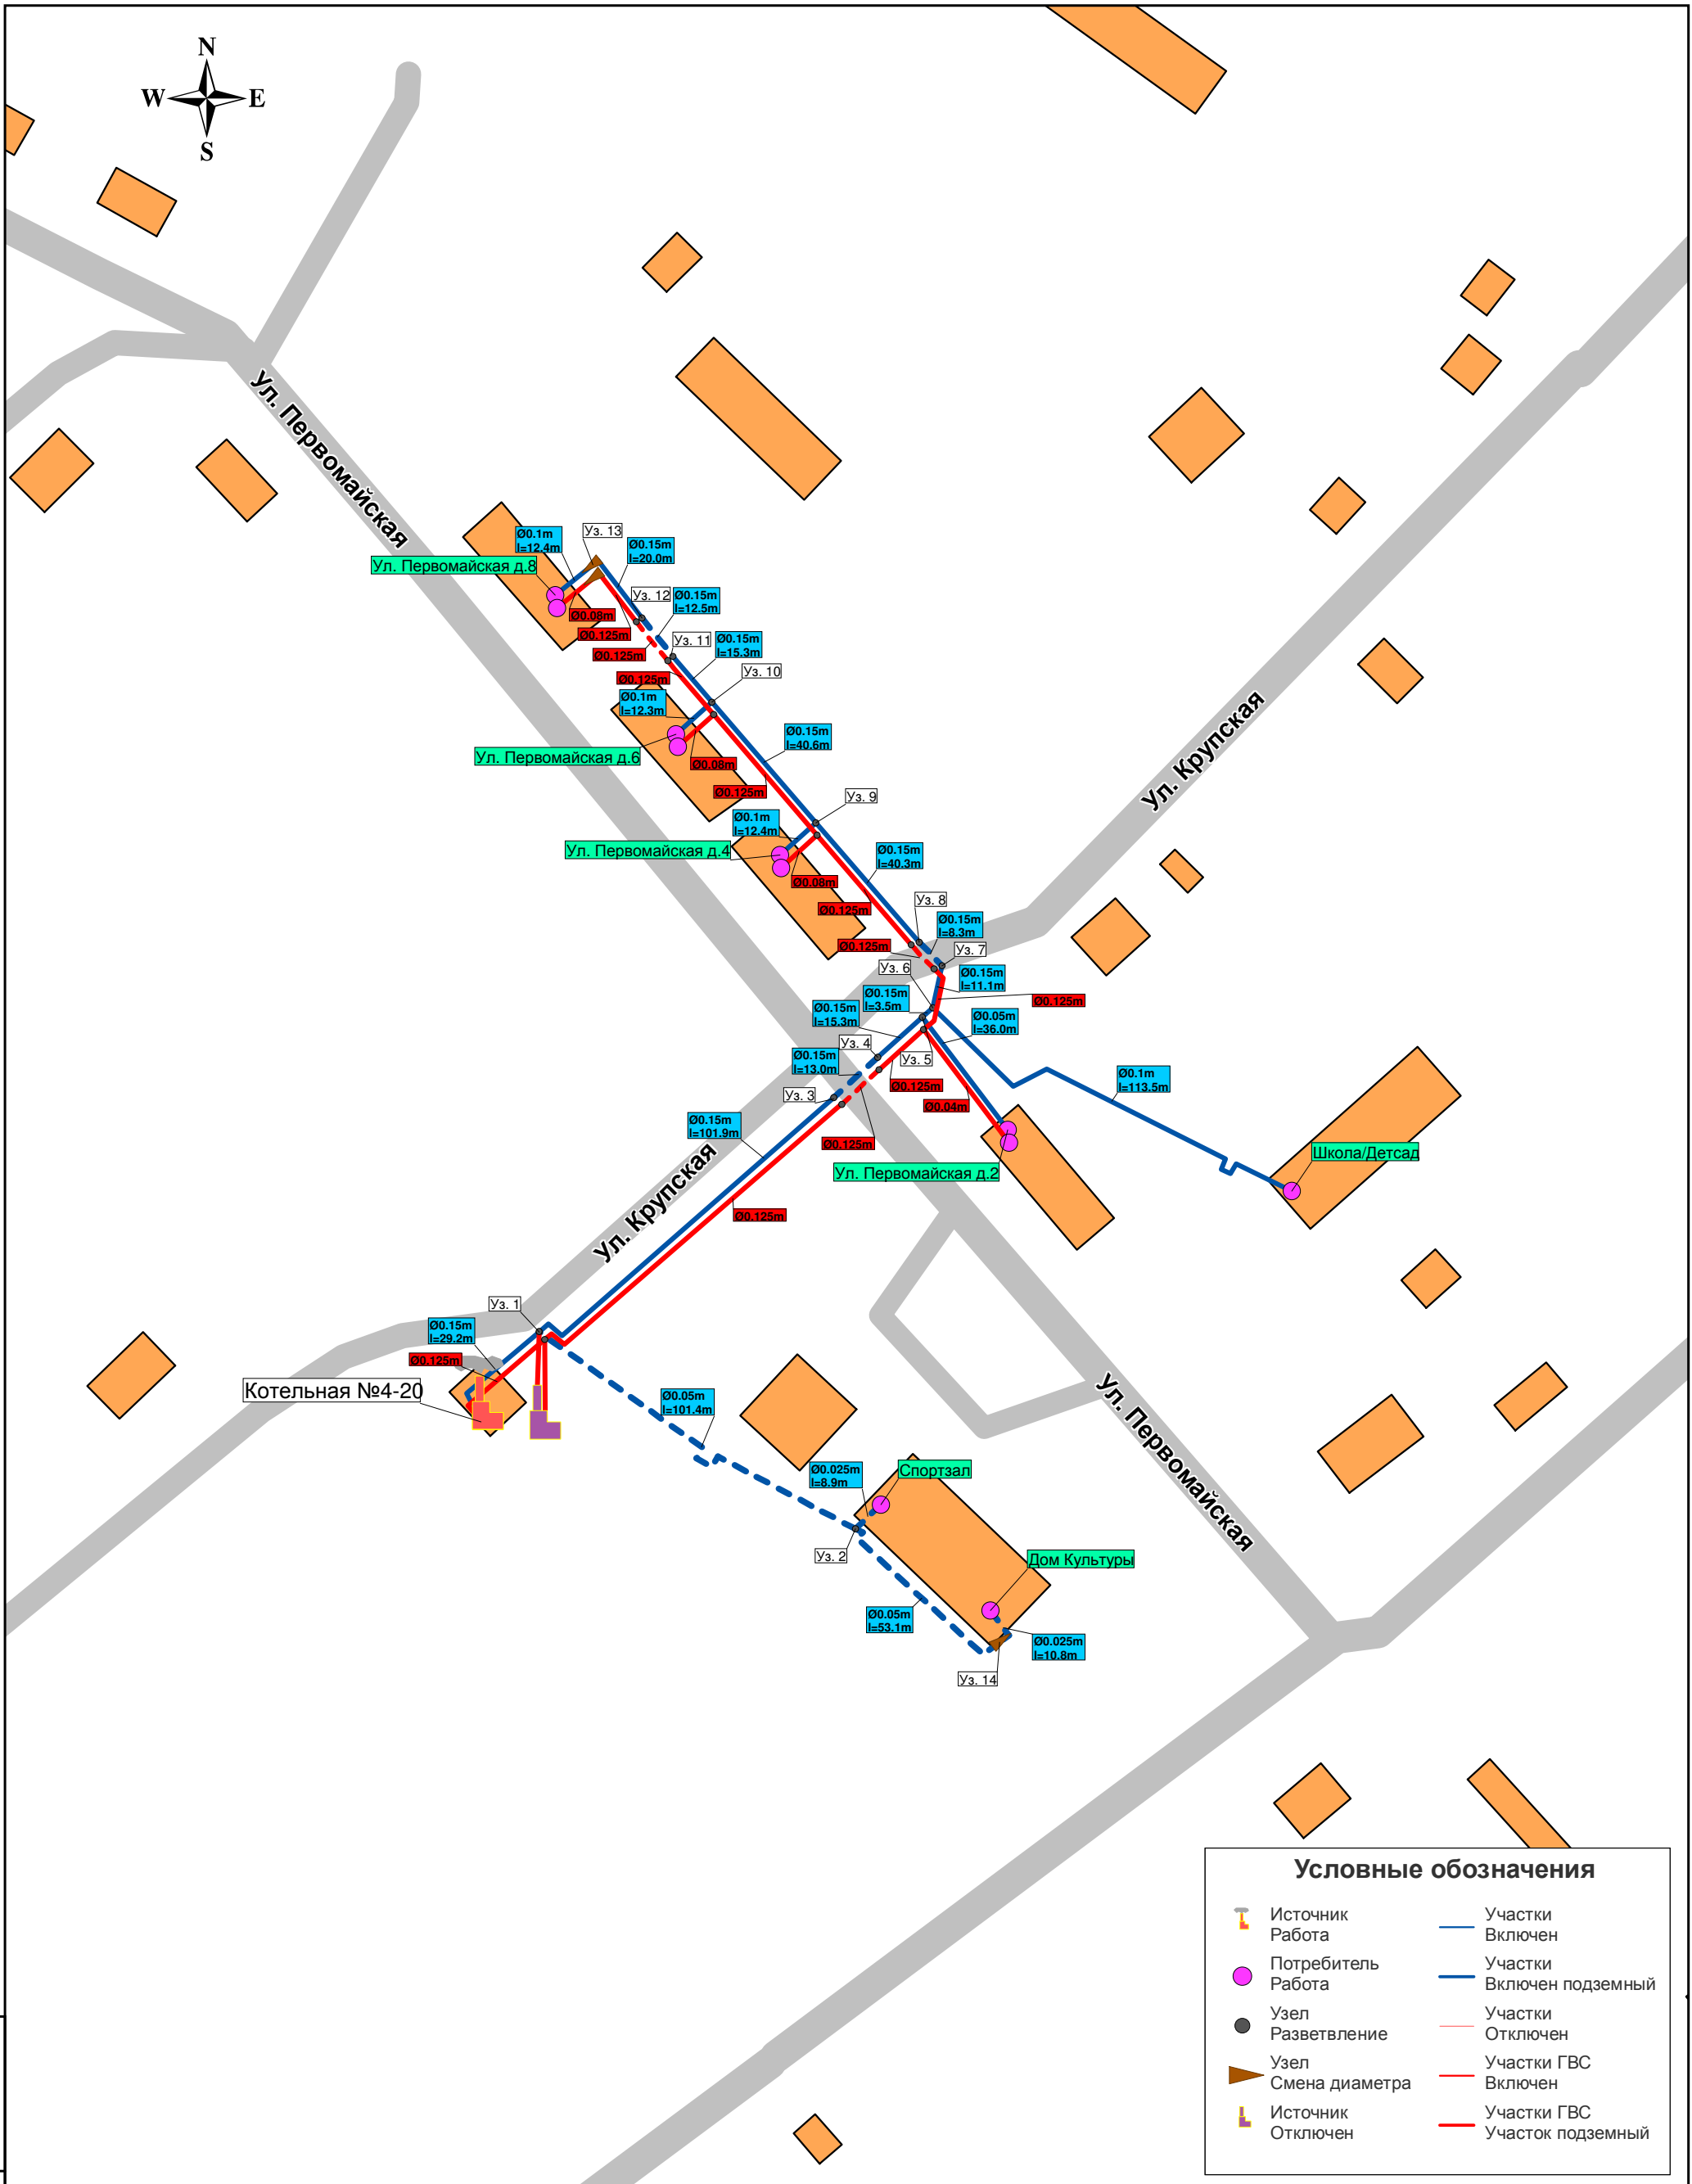 N
W E
S
Ул. Первомайская
Уз. 13
Ø0.1m
l=12.4m
Ø0.15m
l=20.0m
Ул. Первомайская д.8
Уз. 12
Ø0.15m
l=12.5m
Ø0.08m
Ø0.125m
Ø0.125m
Уз. 11
Ø0.15m
l=15.3m
Ø0.125m
Уз. 10
Ø0.1m
l=12.3m
Ул. Первомайская д.6
Ø0.15m
l=40.6m
Ø0.08m
Ø0.125m
Уз. 9
Ø0.1m
l=12.4m
Ул. Первомайская д.4
Ø0.15m
l=40.3m
Ø0.08m
Ø0.125m
Ул. Крупская
Уз. 8
Ø0.15m
l=8.3m
Ø0.125m
Уз. 7
Уз. 6
Ø0.15m
l=11.1m
Ø0.15m
l=3.5m
Ø0.125m
Ø0.15m
l=15.3m
Ø0.05m
l=36.0m
Уз. 4
Уз. 5
Ø0.15m
l=13.0m
Ø0.125m
Ø0.1m
l=113.5m
Уз. 3
Ø0.04m
Ø0.15m
l=101.9m
Ø0.125m
Школа/Детсад
Ул. Первомайская д.2
Ул. Крупская
Ø0.125m
Уз. 1
Ø0.15m
l=29.2m
Ø0.125m
Котельная №4-20
Ø0.05m
l=101.4m
Ул. Первомайская
Ø0.025m
l=8.9m
Спортзал
Уз. 2
Дом Культуры
Ø0.05m
l=53.1m
Ø0.025m
l=10.8m
Уз. 14
Условные обозначения
Источник
Работа
Потребитель
Работа
Узел
Разветвление
Узел
Смена диаметра
Источник
Отключен
Участки
Включен
Участки
Включен подземный
Участки
Отключен
Участки ГВС
Включен
Участки ГВС
Участок подземный